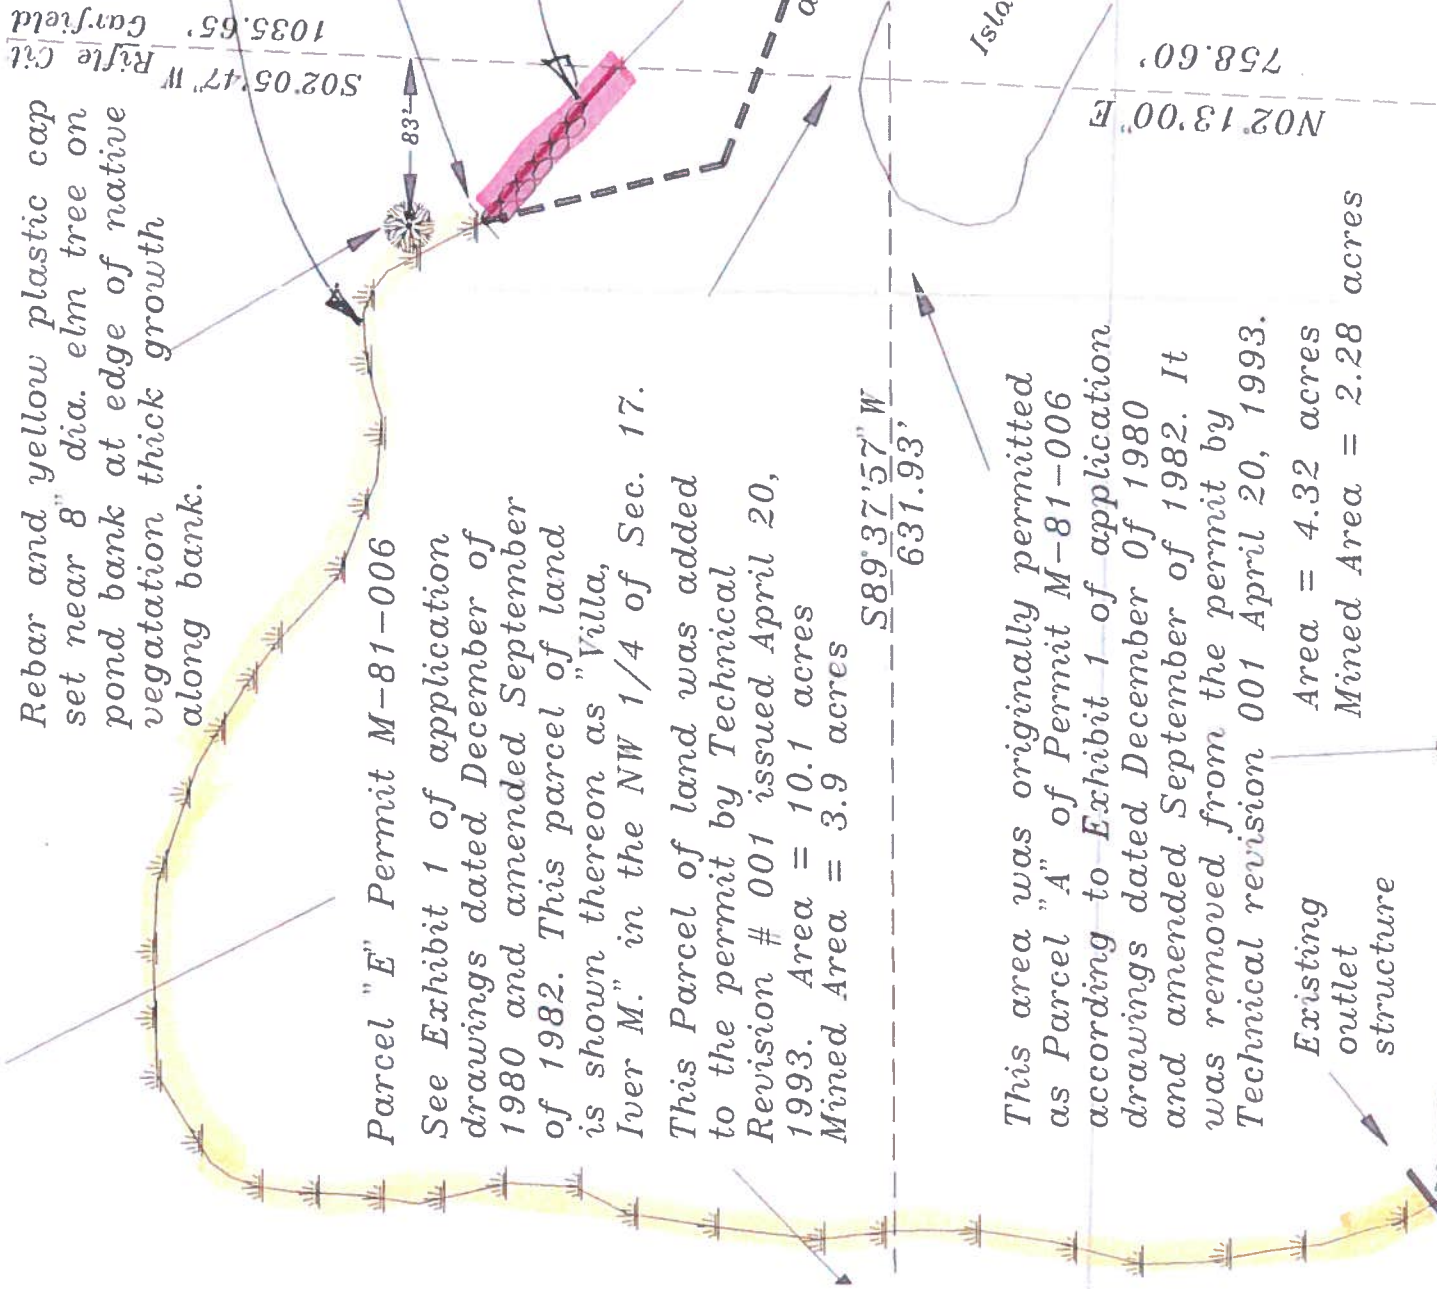 Rebar and yellow plastic cap
set near 8" dia. elm tree on
pond bank at edge of native
vegatation thick growth
along bank.
Parcel "E" Permit M-81-006
See Exhibit 1 of application
drawings dated December of
1980 and amended September
of 1982. This parcel of land
is shown thereon as "Villa,
Iver M." in the NW 1/4 of Sec. 17.
This Parcel of land was added
to the permit by Technical
Revision # 001 issued April 20,
1993. Area = 10.1 acres
Mined Area = 3.9 acres
S89°37'57" W
631.93'
This area was originally permitted
as Parcel "A" of Permit M-81-006
according to Exhibit 1 of application
drawings dated December Of 1980
and amended September of 1982. It
was removed from the permit by
Technical revision 001 April 20, 1993.
Area = 4.32 acres
Mined Area = 2.28 acres
Existing
outlet
structure
Rifle Cit
Garfield
S02°05'47" W
1035.65'
83'
Isla
N02°13'00" E
758.60'